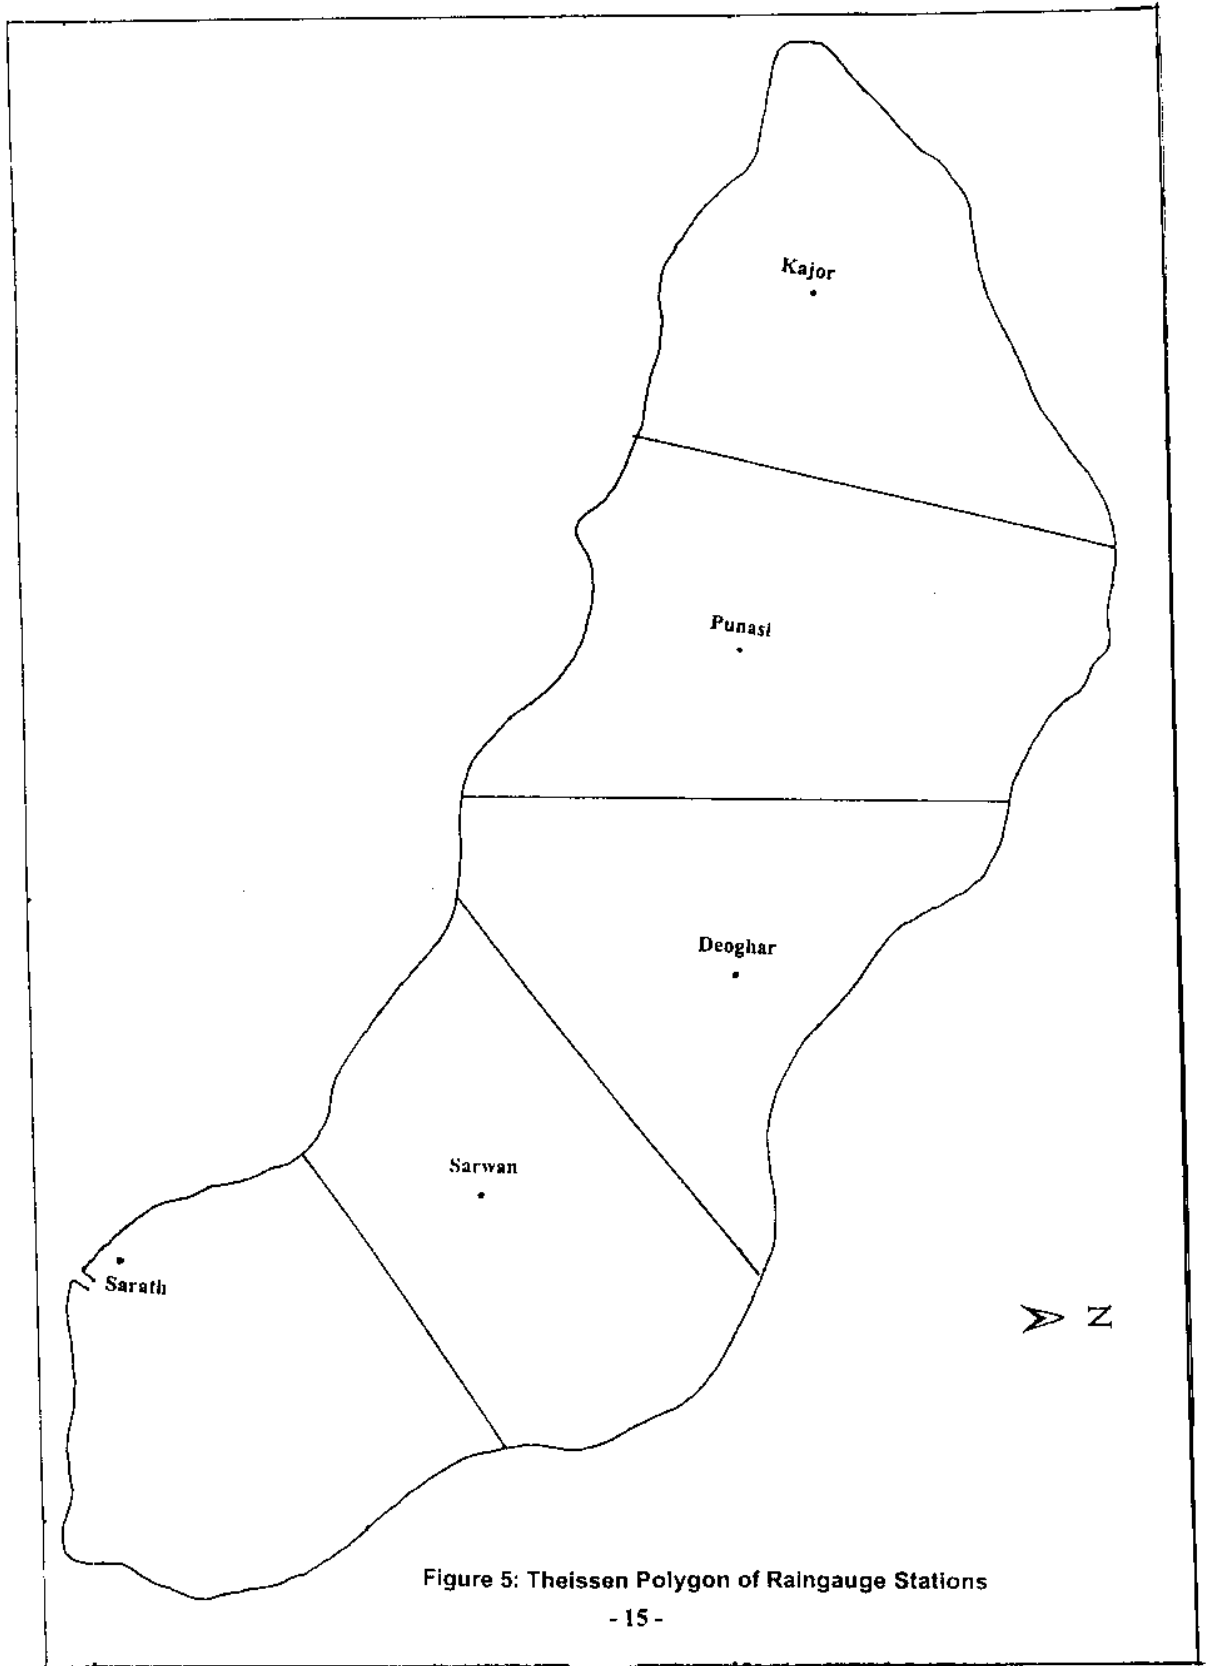 Kajor
Punasi
Deoghar
Sarwan
Sarath
N
Figure 5: Theissen Polygon of Raingauge Stations
- 15 -